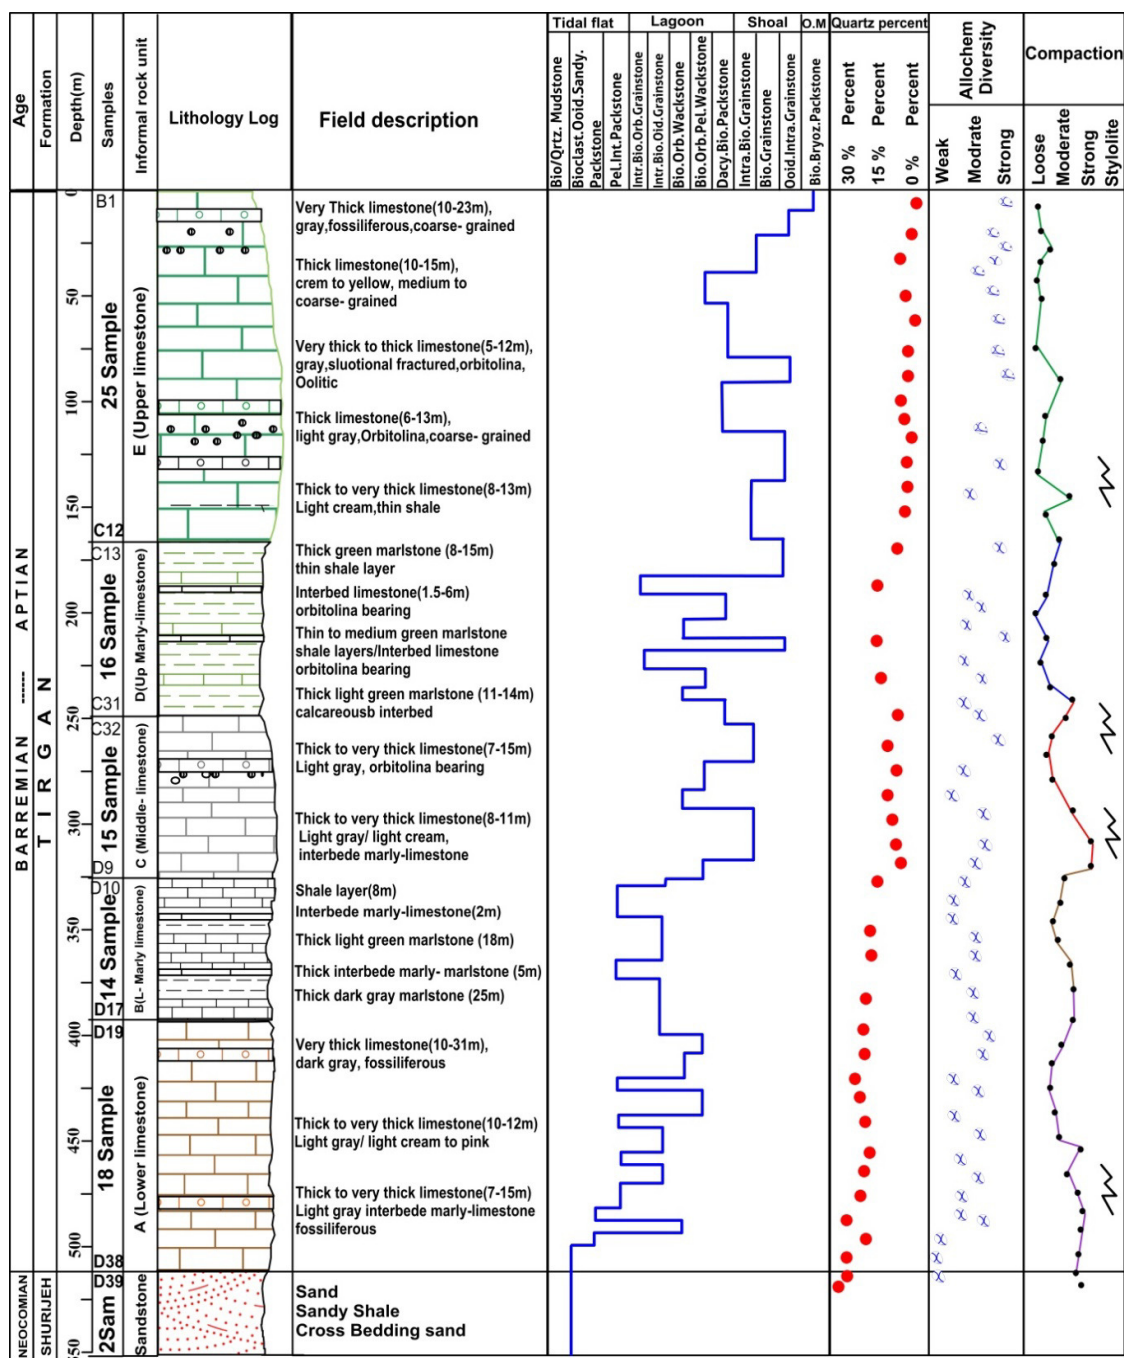 Age
Formation
Depth(m)
Samples
Informal rock unit
Lithology Log
Field description
Tidal flat
Lagoon
Shoal
O.M
Quartz percent
Allochem
Diversity
Compaction
Bio/Qrtz. Mudstone
Bioclast.Ooid.Sandy.
Packstone
Pel.Int.Packstone
Intr.Bio.Orb.Grainstone
Intr.Bio.Oid.Grainstone
Bio.Orb.Wackstone
Bio.Orb.Pel.Wackstone
Dacy.Bio.Packstone
Intra.Bio.Grainstone
Bio.Grainstone
Ooid.Intra.Grainstone
Bio.Bryoz.Packstone
30 % Percent
15 % Percent
0 % Percent
Weak
Modrate
Strong
Loose
Moderate
Strong
Stylolite
BARREMIAN ------ APTIAN
NEOCOMIAN
TIRGAN
SHURIJEH
0
50
100
150
200
250
300
350
400
450
500
550
B1
25 Sample
C12
C13
16 Sample
C31
C32
15 Sample
D9
D10
14 Sample
D17
D19
18 Sample
D38
D39
2Sam
E (Upper limestone)
D(Up Marly-limestone)
C (Middle- limestone)
B(L- Marly limestone)
A (Lower limestone)
Sandstone
Very Thick limestone(10-23m),
gray,fossiliferous,coarse- grained
Thick limestone(10-15m),
crem to yellow, medium to
coarse- grained
Very thick to thick limestone(5-12m),
gray,sluotional fractured,orbitolina,
Oolitic
Thick limestone(6-13m),
light gray,Orbitolina,coarse- grained
Thick to very thick limestone(8-13m)
Light cream,thin shale
Thick green marlstone (8-15m)
thin shale layer
Interbed limestone(1.5-6m)
orbitolina bearing
Thin to medium green marlstone
shale layers/Interbed limestone
orbitolina bearing
Thick light green marlstone (11-14m)
calcareousb interbed
Thick to very thick limestone(7-15m)
Light gray, orbitolina bearing
Thick to very thick limestone(8-11m)
Light gray/ light cream,
interbede marly-limestone
Shale layer(8m)
Interbede marly-limestone(2m)
Thick light green marlstone (18m)
Thick interbede marly- marlstone (5m)
Thick dark gray marlstone (25m)
Very thick limestone(10-31m),
dark gray, fossiliferous
Thick to very thick limestone(10-12m)
Light gray/ light cream to pink
Thick to very thick limestone(7-15m)
Light gray interbede marly-limestone
fossiliferous
Sand
Sandy Shale
Cross Bedding sand